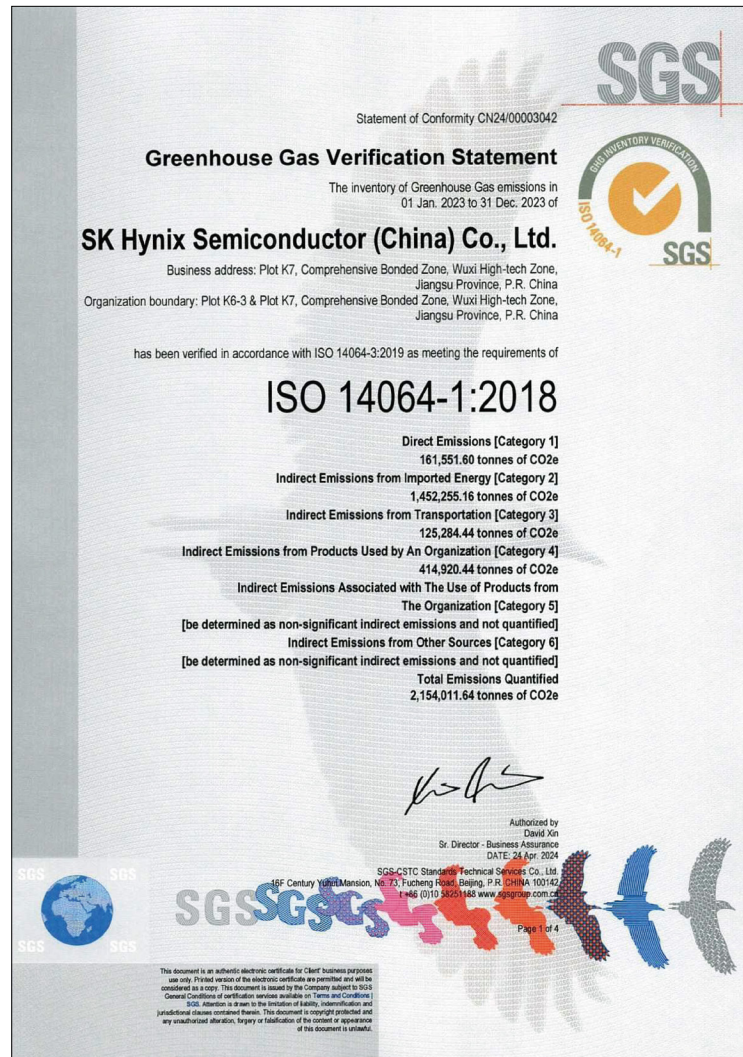 SGS
Statement of Conformity CN24/00003042
Greenhouse Gas Verification Statement
The inventory of Greenhouse Gas emissions in
01 Jan. 2023 to 31 Dec. 2023 of
GHG INVENTORY VERIFICATION
ISO 14064-1
SGS
SK Hynix Semiconductor (China) Co., Ltd.
Business address: Plot K7, Comprehensive Bonded Zone, Wuxi High-tech Zone,
Jiangsu Province, P.R. China
Organization boundary: Plot K6-3 & Plot K7, Comprehensive Bonded Zone, Wuxi High-tech Zone,
Jiangsu Province, P.R. China
has been verified in accordance with ISO 14064-3:2019 as meeting the requirements of
ISO 14064-1:2018
Direct Emissions [Category 1]
161,551.60 tonnes of CO2e
Indirect Emissions from Imported Energy [Category 2]
1,452,255.16 tonnes of CO2e
Indirect Emissions from Transportation [Category 3]
125,284.44 tonnes of CO2e
Indirect Emissions from Products Used by An Organization [Category 4]
414,920.44 tonnes of CO2e
Indirect Emissions Associated with The Use of Products from
The Organization [Category 5]
[be determined as non-significant indirect emissions and not quantified]
Indirect Emissions from Other Sources [Category 6]
[be determined as non-significant indirect emissions and not quantified]
Total Emissions Quantified
2,154,011.64 tonnes of CO2e
Authorized by
David Xin
Sr. Director - Business Assurance
DATE: 24 Apr. 2024
SGS-CSTC Standards Technical Services Co., Ltd.
16F Century Yuhui Mansion, No. 73, Fucheng Road, Beijing, P.R. CHINA 100142
t +86 (0)10 58251188 www.sgsgroup.com.cn
Page 1 of 4
SGS SGS
SGS SGS
SGS SGS SGS
This document is an authentic electronic certificate for Client' business purposes
use only. Printed version of the electronic certificate are permitted and will be
considered as a copy. This document is issued by the Company subject to SGS
General Conditions of certification services available on Terms and Conditions |
SGS. Attention is drawn to the limitation of liability, indemnification and
jurisdictional clauses contained therein. This document is copyright protected and
any unauthorized alteration, forgery or falsification of the content or appearance
of this document is unlawful.